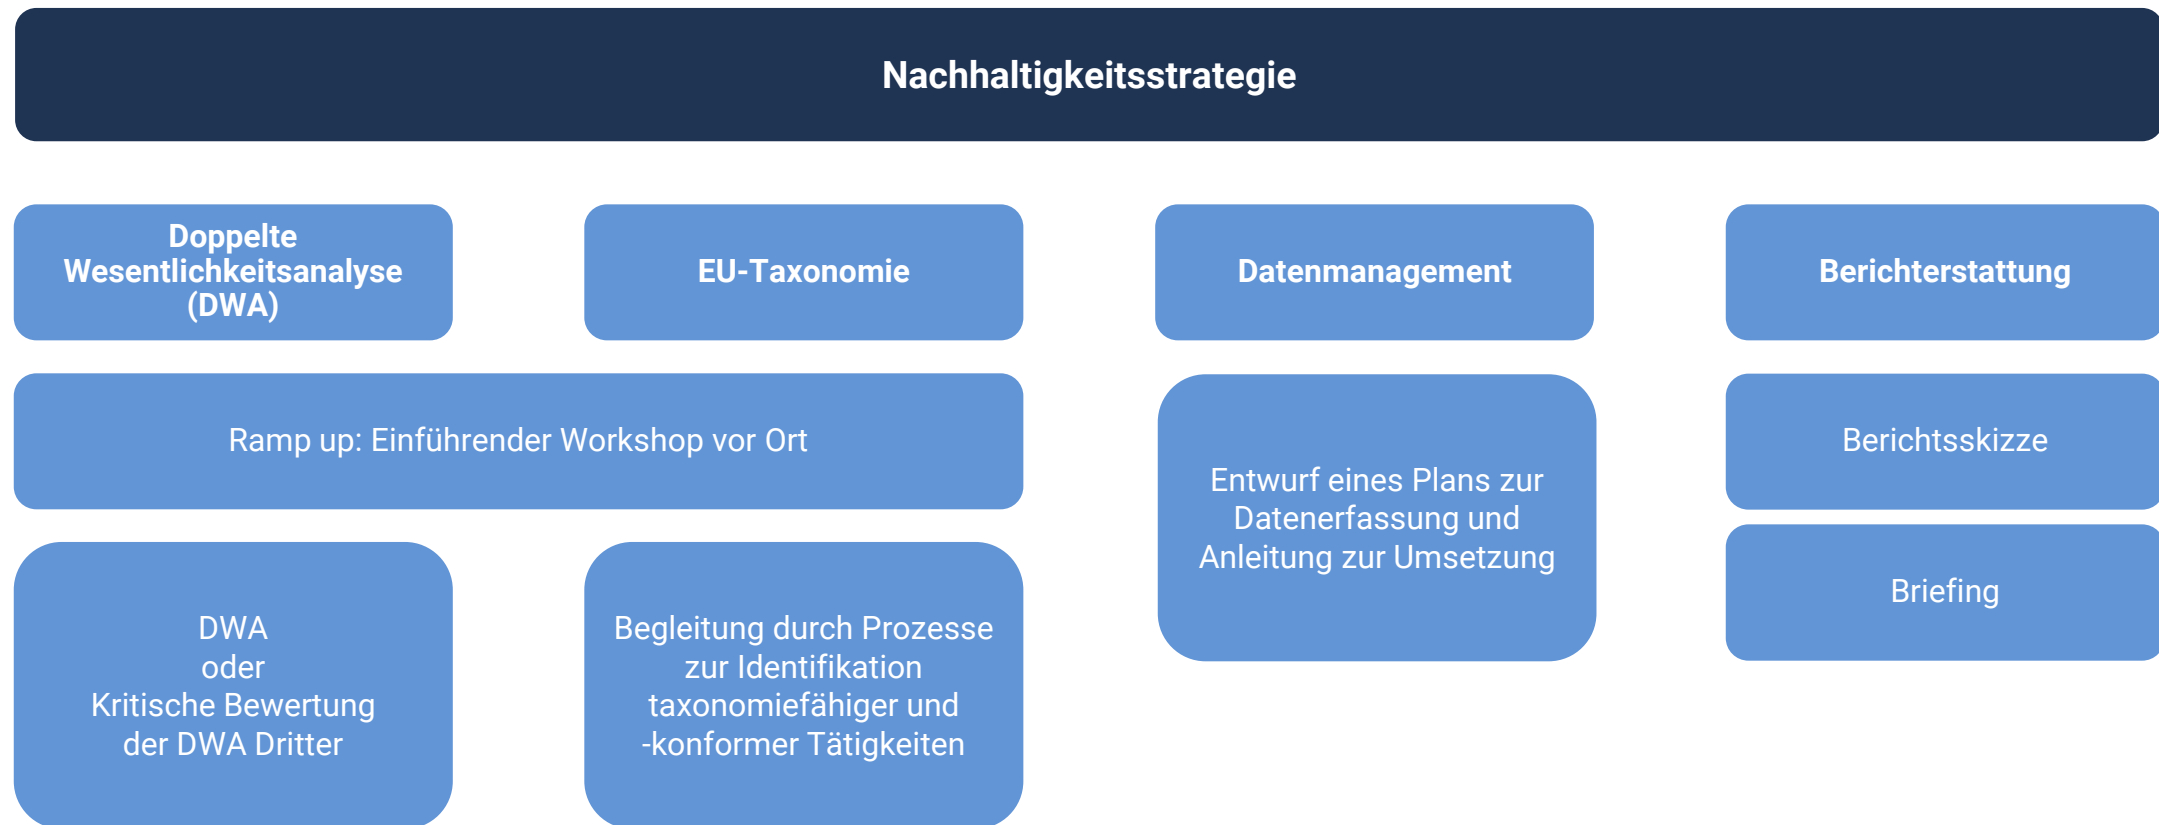 Nachhaltigkeitsstrategie
Doppelte
Wesentlichkeitsanalyse
(DWA)
EU-Taxonomie
Datenmanagement
Berichterstattung
Ramp up: Einführender Workshop vor Ort
DWA
oder
Kritische Bewertung
der DWA Dritter
Begleitung durch Prozesse
zur Identifikation
taxonomiefähiger und
-konformer Tätigkeiten
Entwurf eines Plans zur
Datenerfassung und
Anleitung zur Umsetzung
Berichtsskizze
Briefing